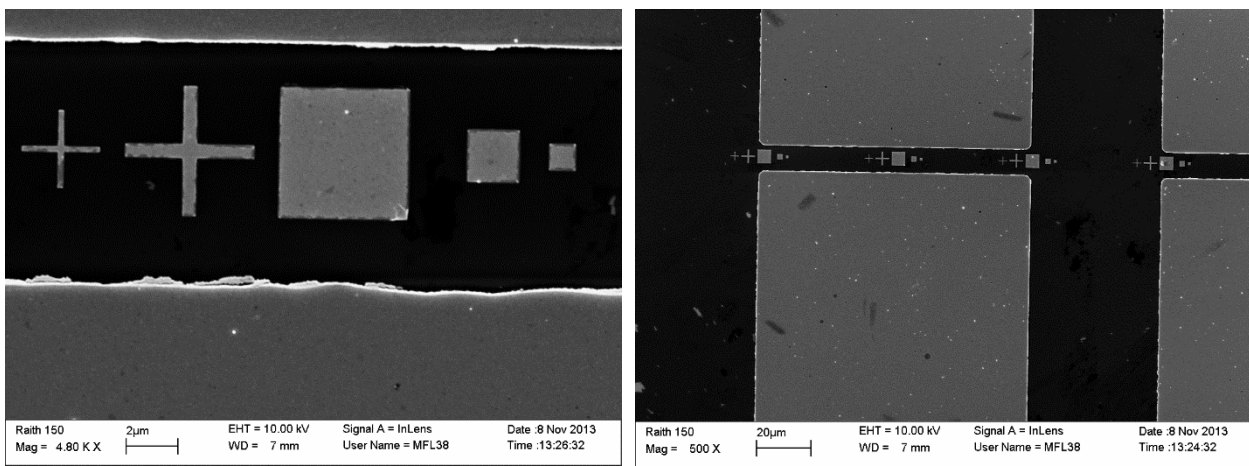 Raith 150 2µm EHT = 10.00 kV Signal A = InLens Date :8 Nov 2013
Mag = 4.80 K X WD = 7 mm User Name = MFL38 Time :13:26:32
Raith 150 20µm EHT = 10.00 kV Signal A = InLens Date :8 Nov 2013
Mag = 500 X WD = 7 mm User Name = MFL38 Time :13:24:32